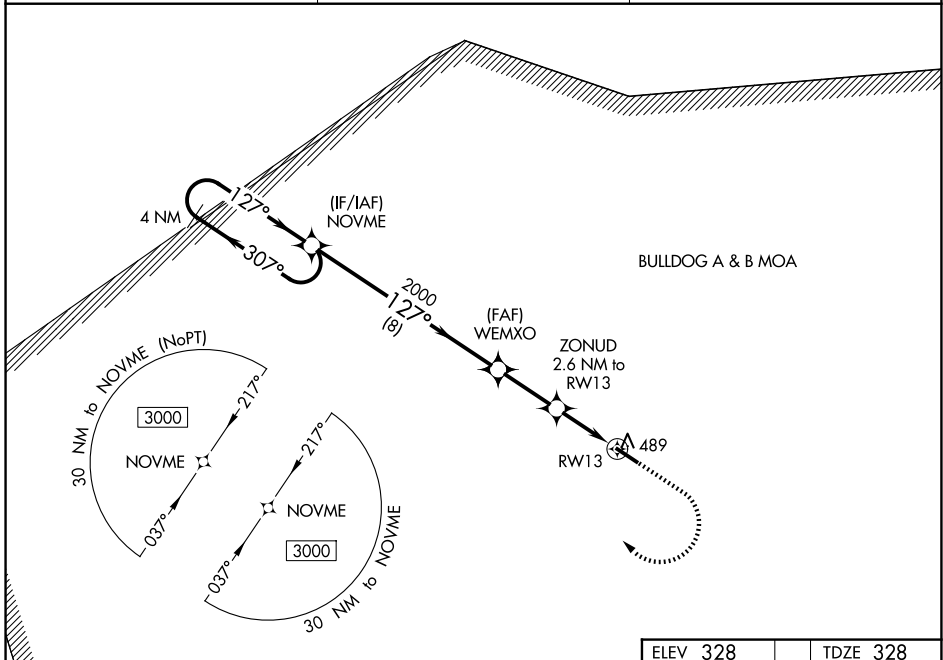 127°
4 NM
307°
(IF/IAF)
NOVME
BULLDOG A & B MOA
2000
127°
(8)
(FAF)
WEMXO
ZONUD
2.6 NM to
RW13
489
RW13
30 NM to NOVME (NoPT)
217°
3000
NOVME
037°
217°
NOVME
3000
037°
30 NM to NOVME
ELEV 328
TDZE 328